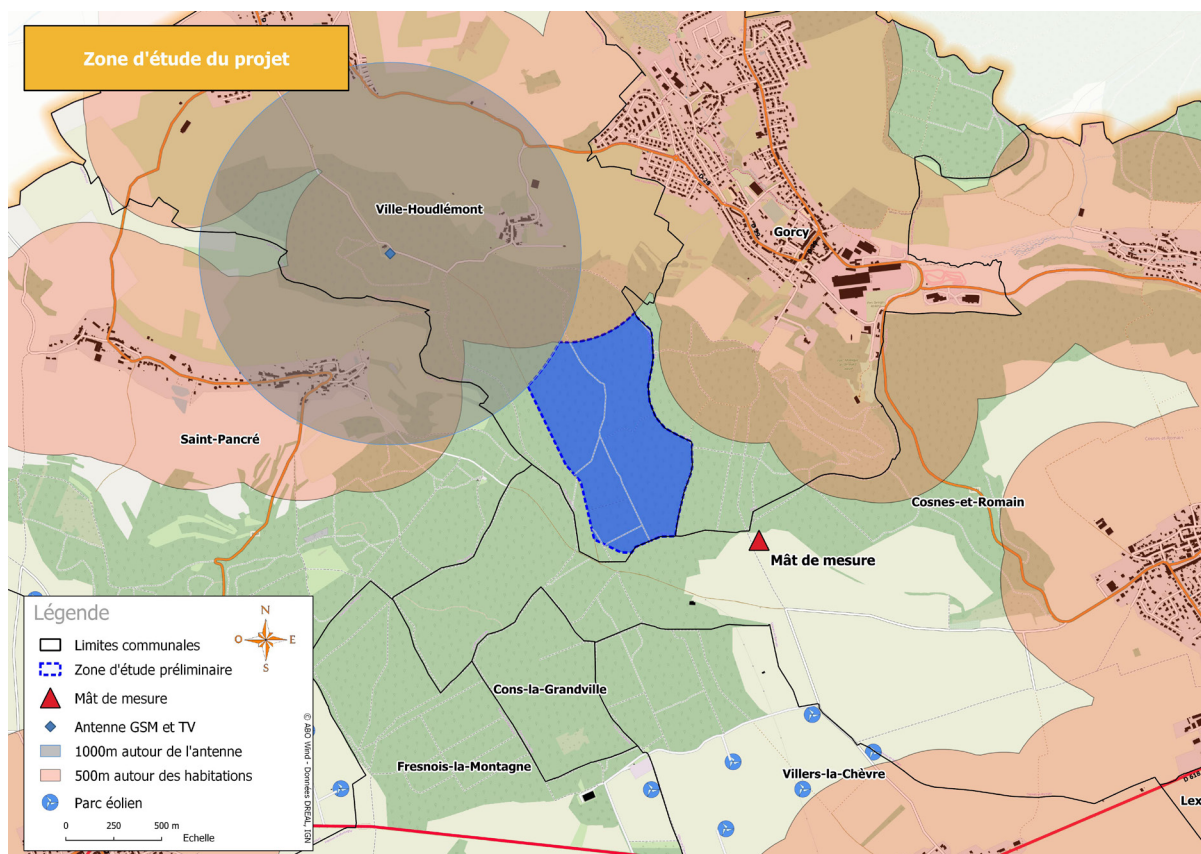 Zone d'étude du projet
Ville-Houdlémont
Gorcy
Saint-Pancré
Cosnes-et-Romain
Mât de mesure
Cons-la-Grandville
Fresnois-la-Montagne
Villers-la-Chèvre
D 618
Lex
Légende
N
O
E
S
Limites communales
Zone d'étude préliminaire
Mât de mesure
Antenne GSM et TV
1000m autour de l'antenne
500m autour des habitations
Parc éolien
0 250 500 m
Echelle
© ABO Wind - Données DREAL, IGN